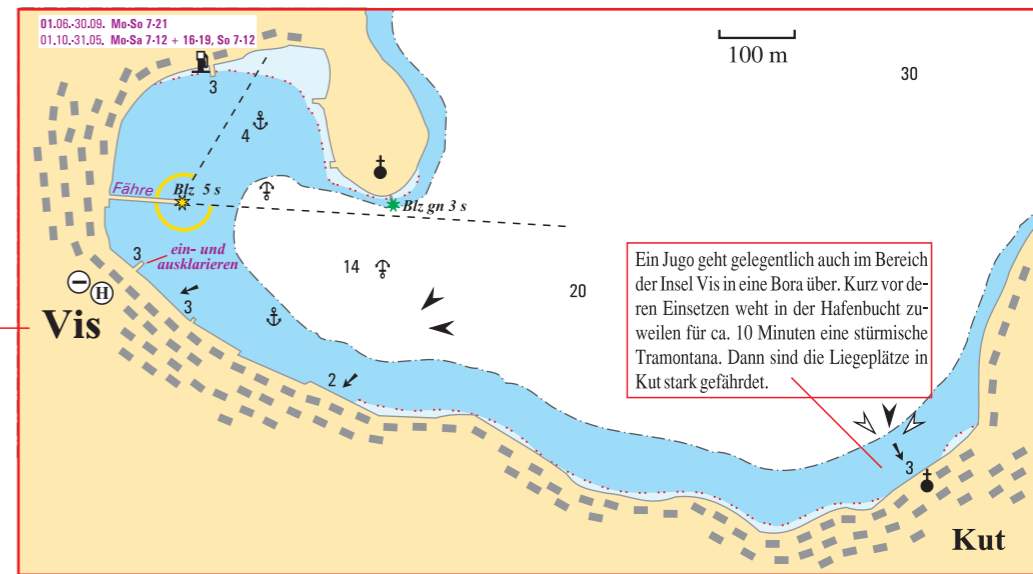 01.06.-30.09. Mo-So 7-21
01.10.-31.05. Mo-Sa 7-12 + 16-19, So 7-12
100 m
30
3
4
Fähre
Blz 5 s
Blz gn 3 s
3
ein- und
ausklarieren
14
20
H
3
Vis
Ein Jugo geht gelegentlich auch im Bereich
der Insel Vis in eine Bora über. Kurz vor de-
ren Einsetzen weht in der Hafenbucht zu-
weilen für ca. 10 Minuten eine stürmische
Tramontana. Dann sind die Liegeplätze in
Kut stark gefährdet.
2
3
Kut